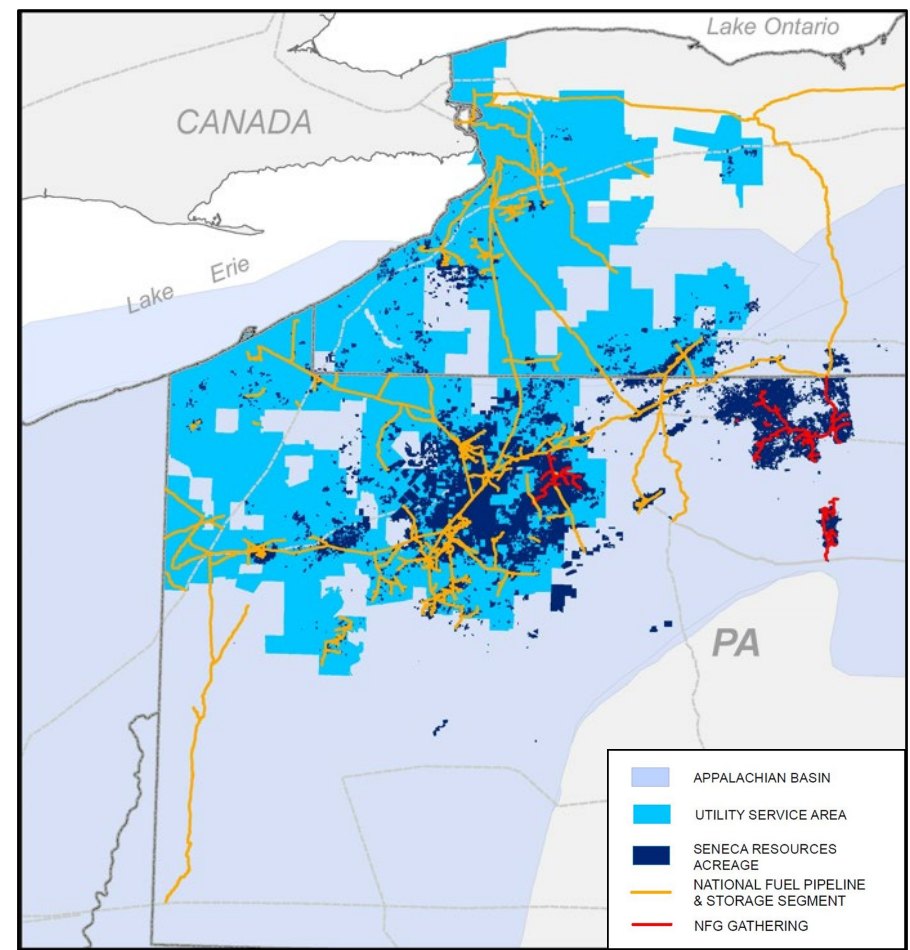 Lake Ontario
CANADA
Lake Erie
PA
APPALACHIAN BASIN
UTILITY SERVICE AREA
SENECA RESOURCES
ACREAGE
NATIONAL FUEL PIPELINE
& STORAGE SEGMENT
NFG GATHERING